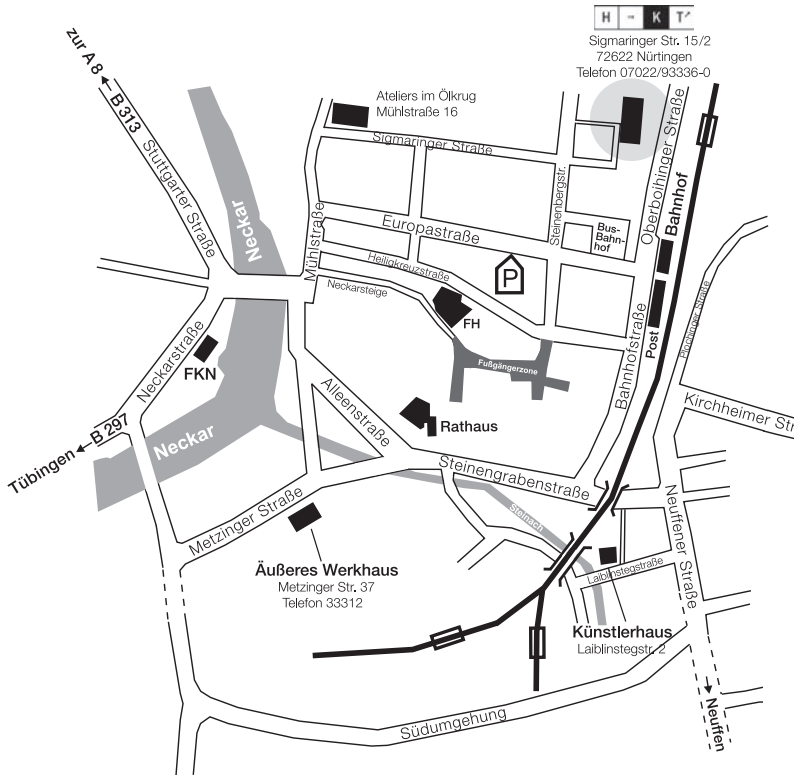 H → K T↗
Sigmaringer Str. 15/2
72622 Nürtingen
Telefon 07022/93336-0
zur A 8
B 313
Stuttgarter Straße
Neckar
Ateliers im Ölkrug
Mühlstraße 16
Sigmaringer Straße
Mühlstraße
Europastraße
Steinenbergstr.
Bus-
Bahn-
hof
Oberboihinger Straße
Bahnhof
Heiligkreuzstraße
Neckarsteige
P
FH
Fußgängerzone
Post
Bahnhofstraße
Plochinger Straße
Kirchheimer Str
Neckarstraße
FKN
Alleenstraße
Rathaus
Tübingen
B 297
Neckar
Steinengrabenstraße
Metzinger Straße
Steinach
Neuffener Straße
Äußeres Werkhaus
Metzinger Str. 37
Telefon 33312
Laiblinstegstraße
Künstlerhaus
Laiblinstegstr. 2
Südumgehung
Neuffen